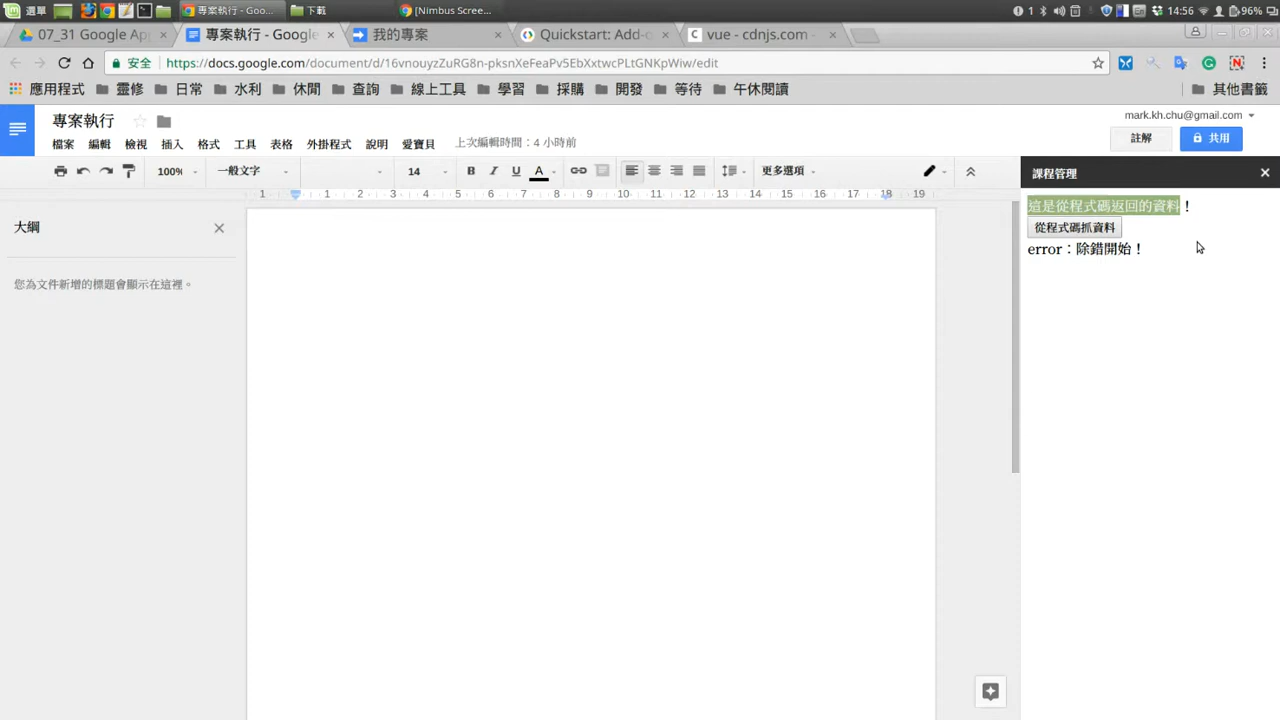 選單
專案執行 - Goo...
下載
[Nimbus Scree...
1
En
14:56
96%
07_31 Google Ap
專案執行 - Google
我的專案
Quickstart: Add-o
vue - cdnjs.com
安全
https://docs.google.com/document/d/16vnouyzZuRG8n-pksnXeFeaPv5EbXxtwcPLtGNKpWiw/edit
應用程式
靈修
日常
水利
休閒
查詢
線上工具
學習
採購
開發
等待
午休閱讀
其他書籤
專案執行
mark.kh.chu@gmail.com
檔案
編輯
檢視
插入
格式
工具
表格
外掛程式
說明
愛寶貝
上次編輯時間：4 小時前
註解
共用
100%
一般文字
14
B I U A
更多選項
課程管理
1 1 2 3 4 5 6 7 8 9 10 11 12 13 14 15 16 17 18 19
大綱
您為文件新增的標題會顯示在這裡。
這是從程式碼返回的資料！
從程式碼抓資料
error：除錯開始！